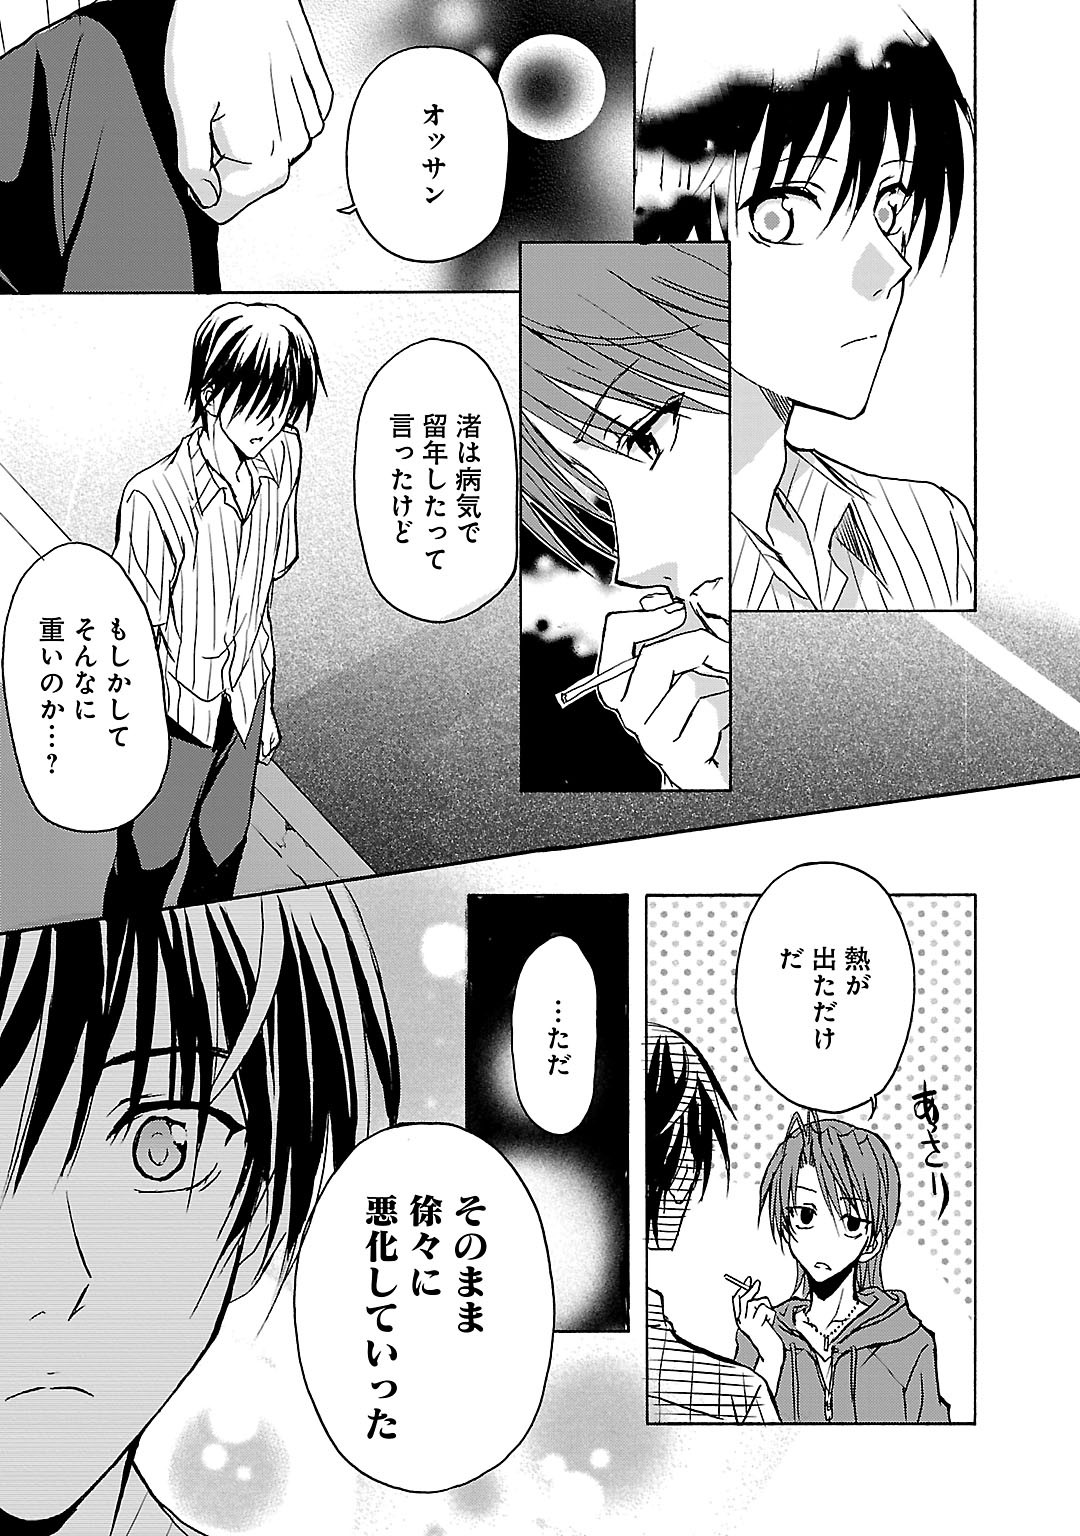 オッサン
渚は病気で
留年したって
言ったけど
もしかして
そんなに
重いのか…?
熱が
出ただけ
だ
あさり
…ただ
そのまま
徐々に
悪化していった